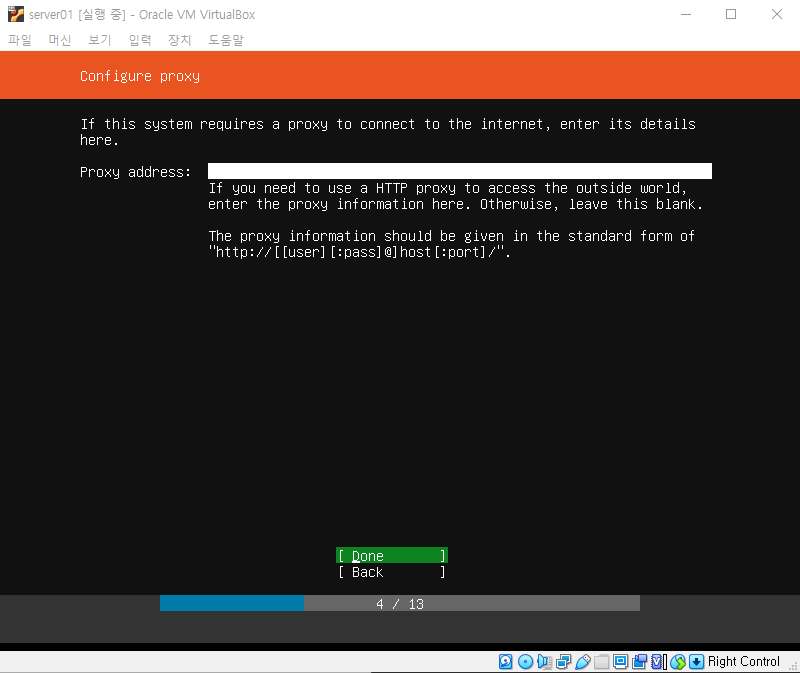 server01 [실행 중] - Oracle VM VirtualBox
파일 머신 보기 입력 장치 도움말
Configure proxy
If this system requires a proxy to connect to the internet, enter its details
here.
Proxy address:
If you need to use a HTTP proxy to access the outside world,
enter the proxy information here. Otherwise, leave this blank.
The proxy information should be given in the standard form of
"http://[[user][:pass]@]host[:port]/".
[ Done ]
[ Back ]
4 / 13
Right Control